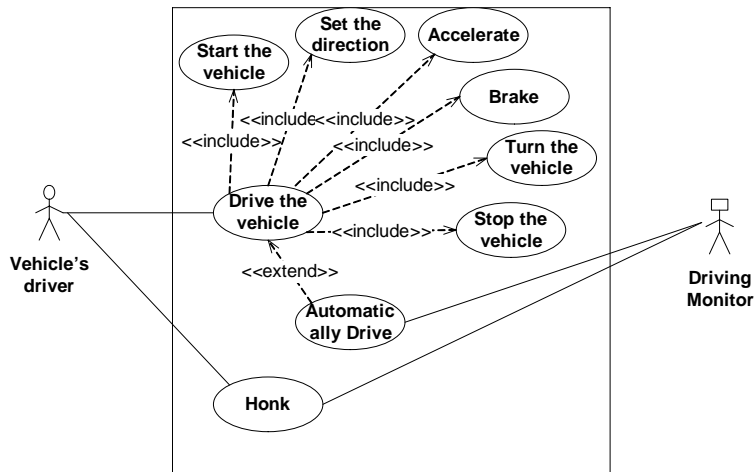 Set the
direction
Accelerate
Start the
vehicle
Brake
<<include>>
<<include>>
<<include>>
<<include>>
Turn the
vehicle
<<include>>
Drive the
vehicle
<<include>>
Stop the
vehicle
Vehicle's
driver
<<extend>>
Driving
Monitor
Automatic
ally Drive
Honk